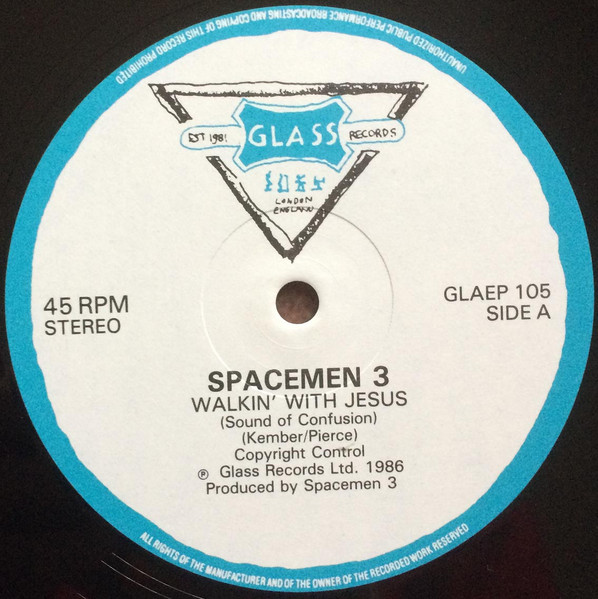 UNAUTHORIZED PUBLIC PERFORMANCE BROADCASTING AND COPYING OF THIS RECORD PROHIBITED
EST 1981
GLASS
RECORDS
LONDON
ENGLAND
45 RPM
STEREO
GLAEP 105
SIDE A
SPACEMEN 3
WALKIN' WiTH JESUS
(Sound of Confusion)
(Kember/Pierce)
Copyright Control
℗ Glass Records Ltd. 1986
Produced by Spacemen 3
ALL RIGHTS OF THE MANUFACTURER AND OF THE OWNER OF THE RECORDED WORK RESERVED